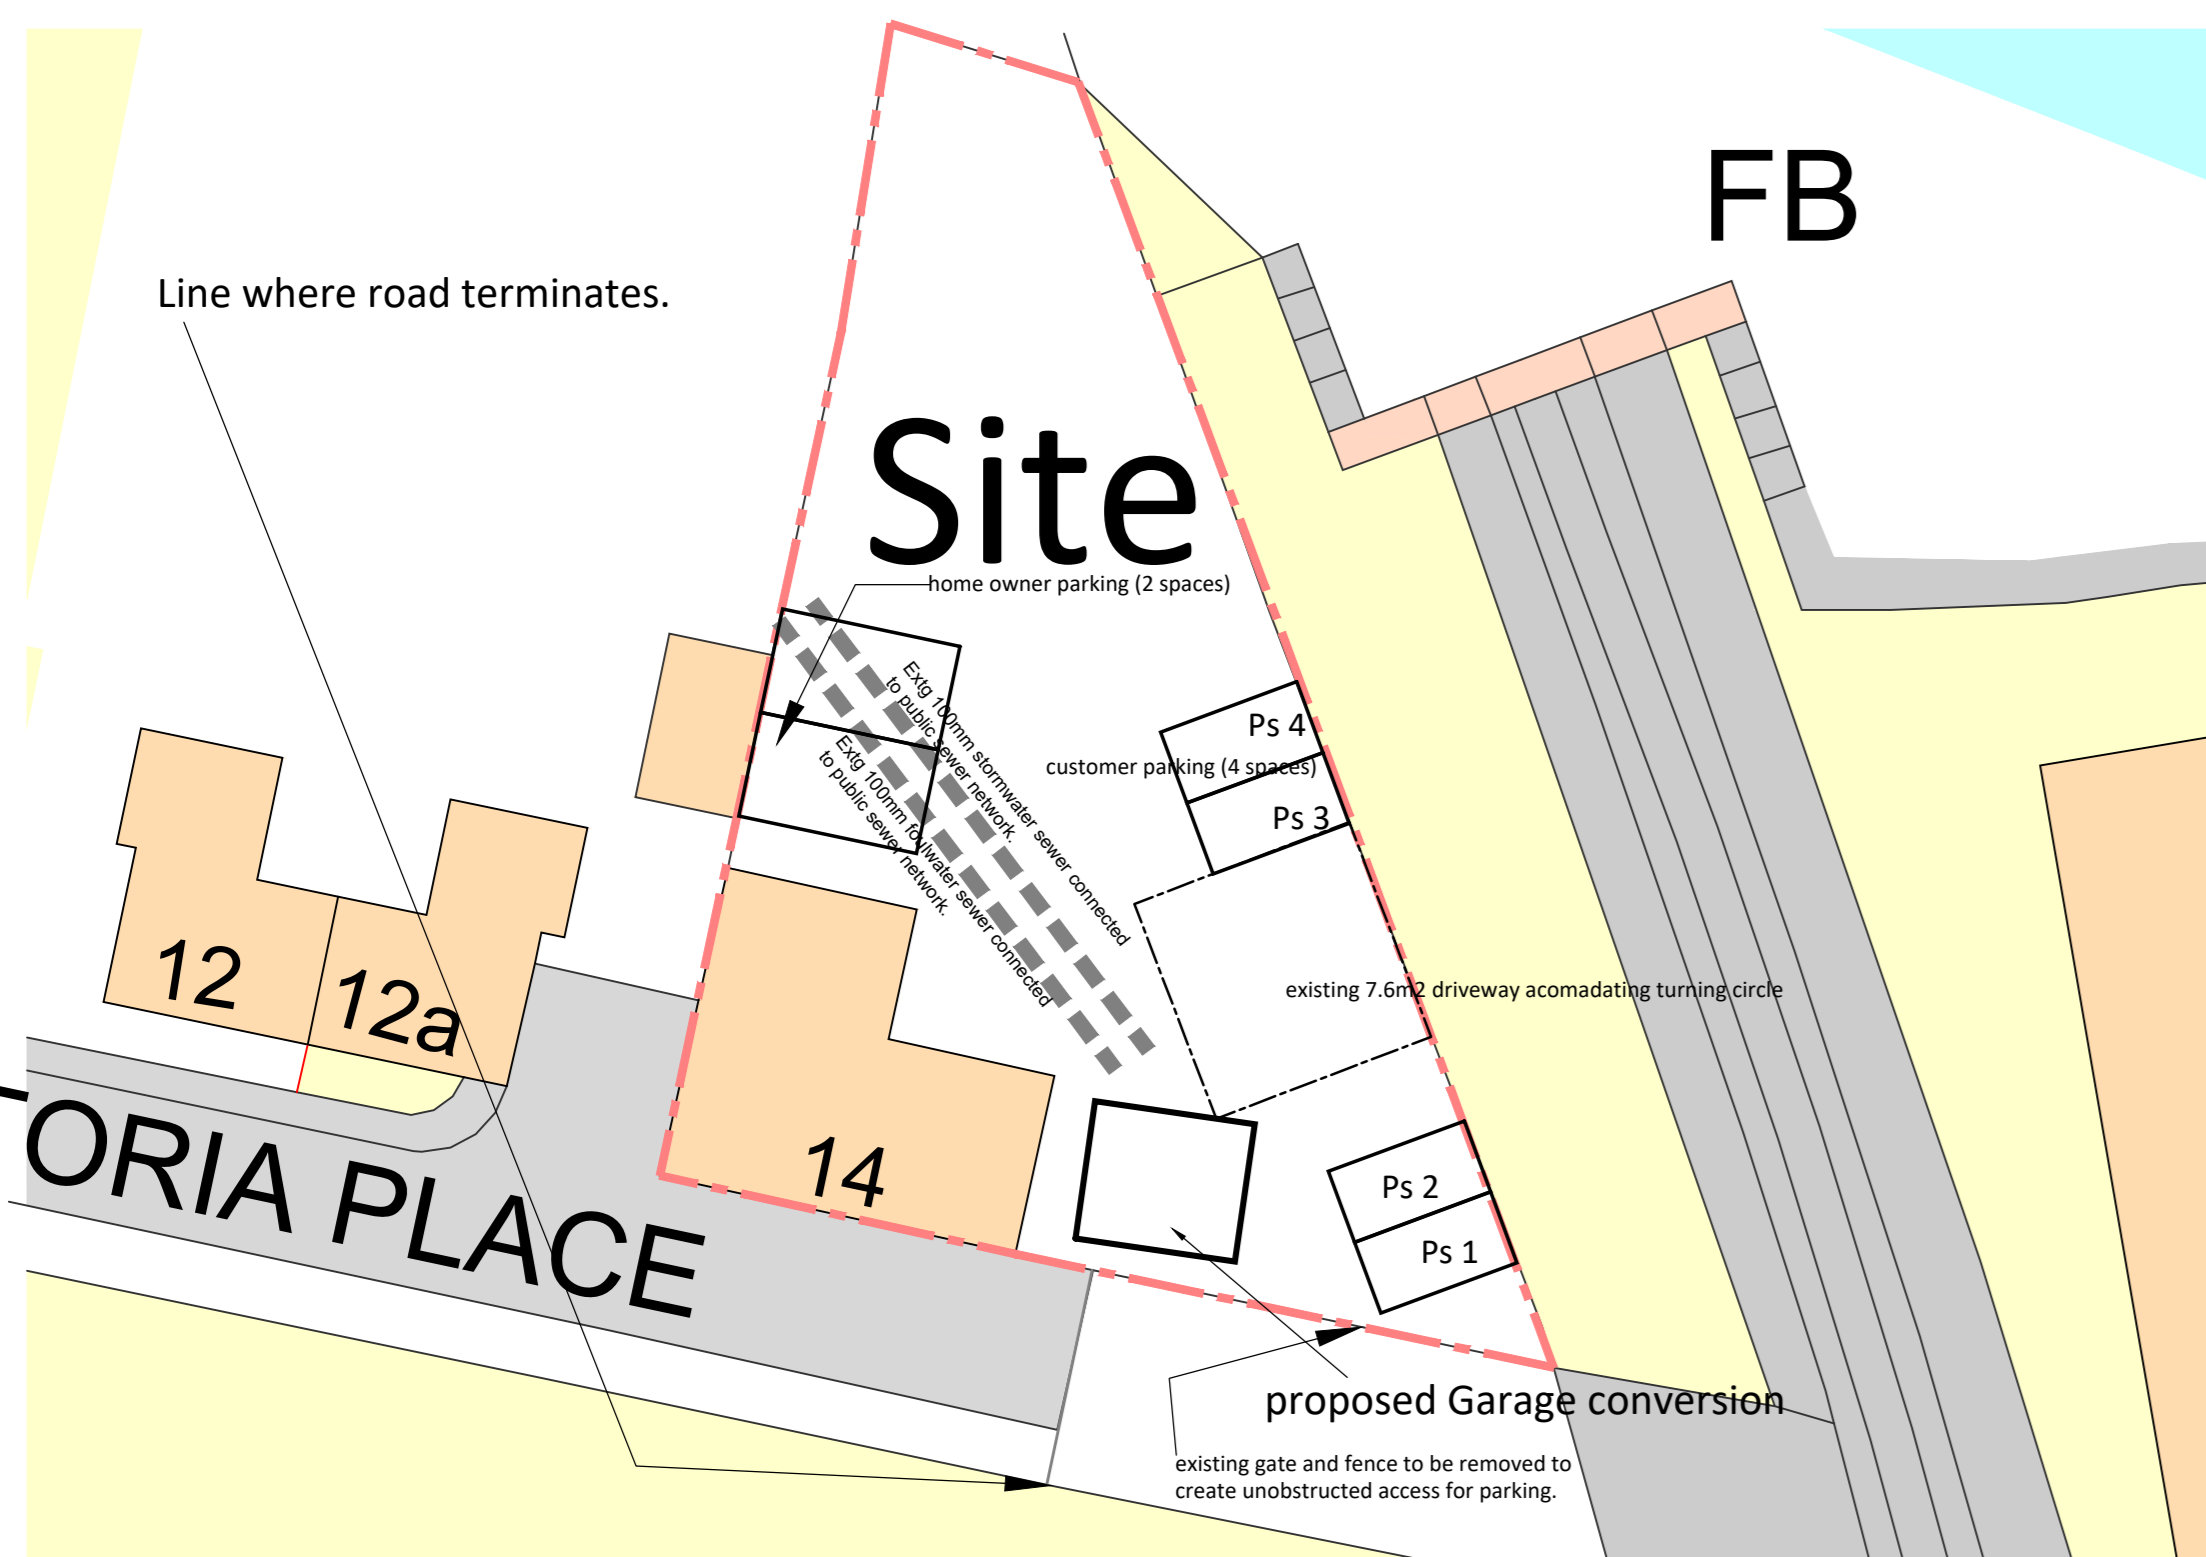 FB
Line where road terminates.
Site
home owner parking (2 spaces)
Extg 100mm stormwater sewer connected
to public sewer network.
Extg 100mm foulwater sewer connected
to public sewer network.
Ps 4
customer parking (4 spaces)
Ps 3
12
12a
existing 7.6m2 driveway acomadating turning circle
14
Ps 2
Ps 1
TORIA PLACE
proposed Garage conversion
existing gate and fence to be removed to
create unobstructed access for parking.